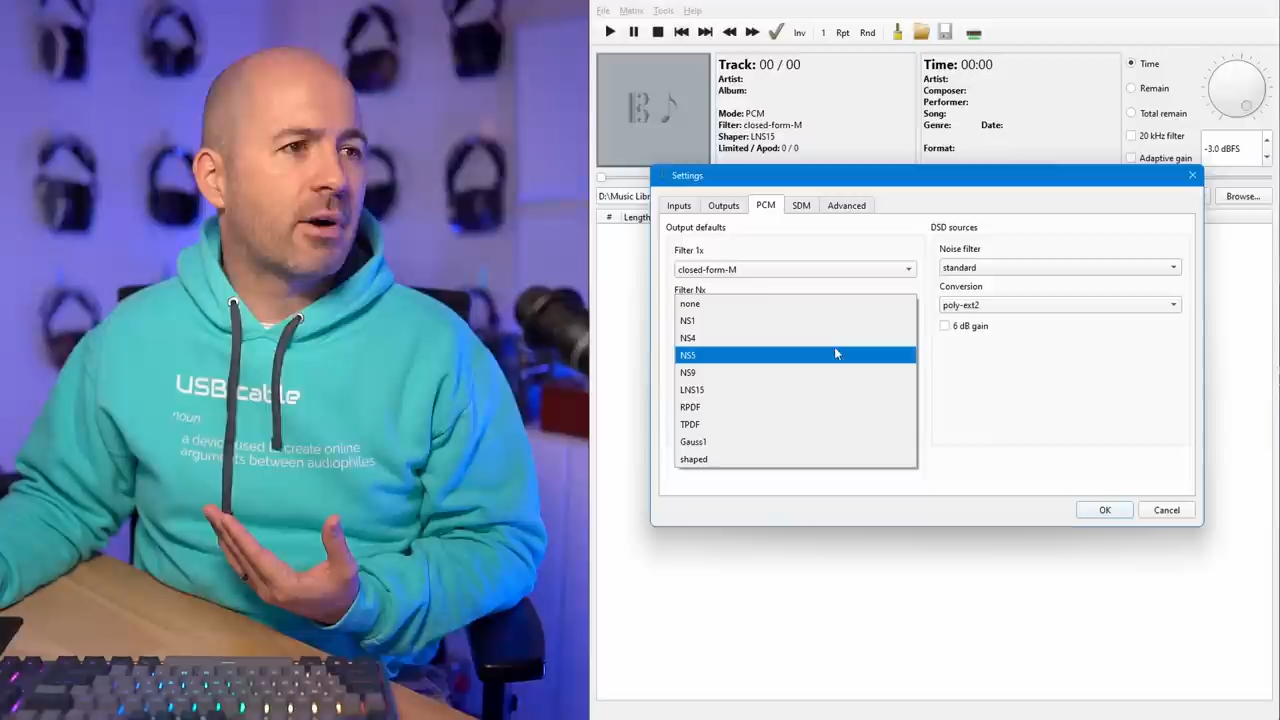 USB cable
noun
a device used to create online
arguments between audiophiles
File Matrix Tools Help
Inv 1 Rpt Rnd
Track: 00 / 00
Artist:
Album:
Mode: PCM
Filter: closed-form-M
Shaper: LNS15
Limited / Apod: 0 / 0
Time: 00:00
Artist:
Composer:
Performer:
Song:
Genre: Date:
Format:
Time
Remain
Total remain
20 kHz filter
Adaptive gain
-3.0 dBFS
D:\Music Libr
Browse...
# Length
Settings
Inputs Outputs PCM SDM Advanced
Output defaults
Filter 1x
closed-form-M
Filter Nx
none
NS1
NS4
NS5
NS9
LNS15
RPDF
TPDF
Gauss1
shaped
DSD sources
Noise filter
standard
Conversion
poly-ext2
6 dB gain
OK Cancel